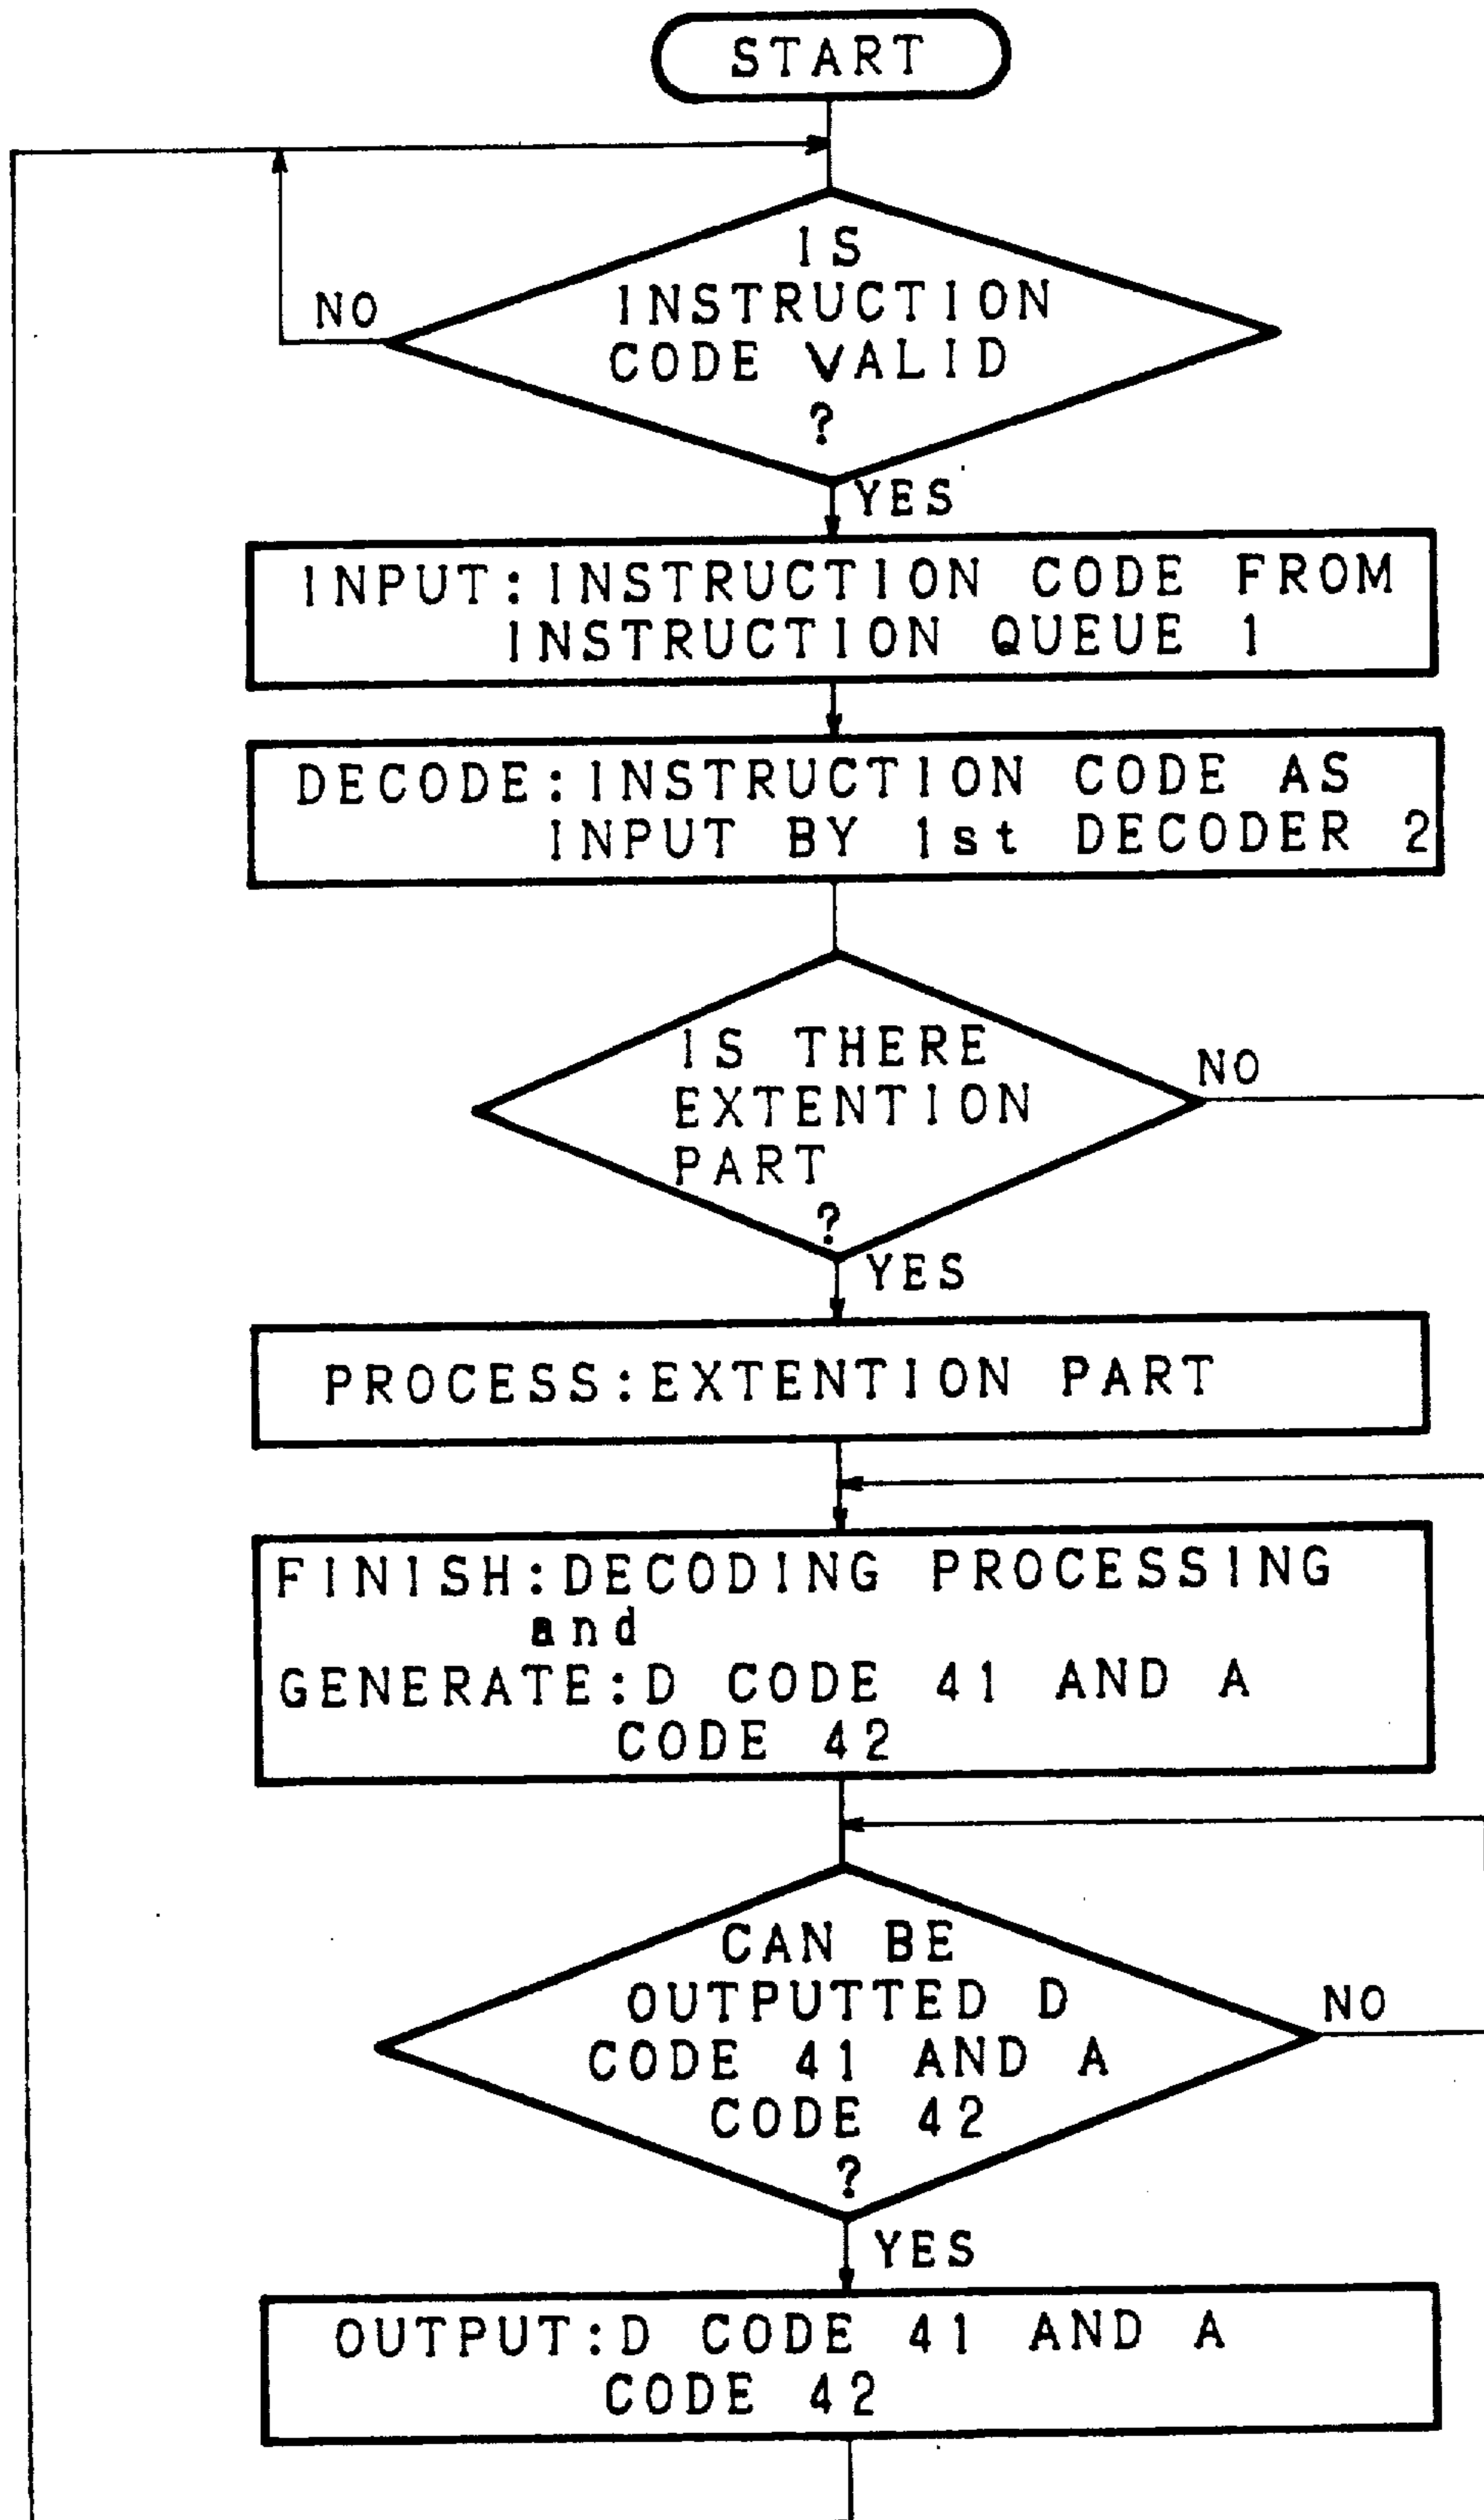 START
IS
INSTRUCTION
CODE VALID
?
NO
YES
INPUT:INSTRUCTION CODE FROM
INSTRUCTION QUEUE 1
DECODE:INSTRUCTION CODE AS
INPUT BY 1st DECODER 2
IS THERE
EXTENTION
PART
?
NO
YES
PROCESS:EXTENTION PART
FINISH:DECODING PROCESSING
and
GENERATE:D CODE 41 AND A
CODE 42
CAN BE
OUTPUTTED D
CODE 41 AND A
CODE 42
?
NO
YES
OUTPUT:D CODE 41 AND A
CODE 42